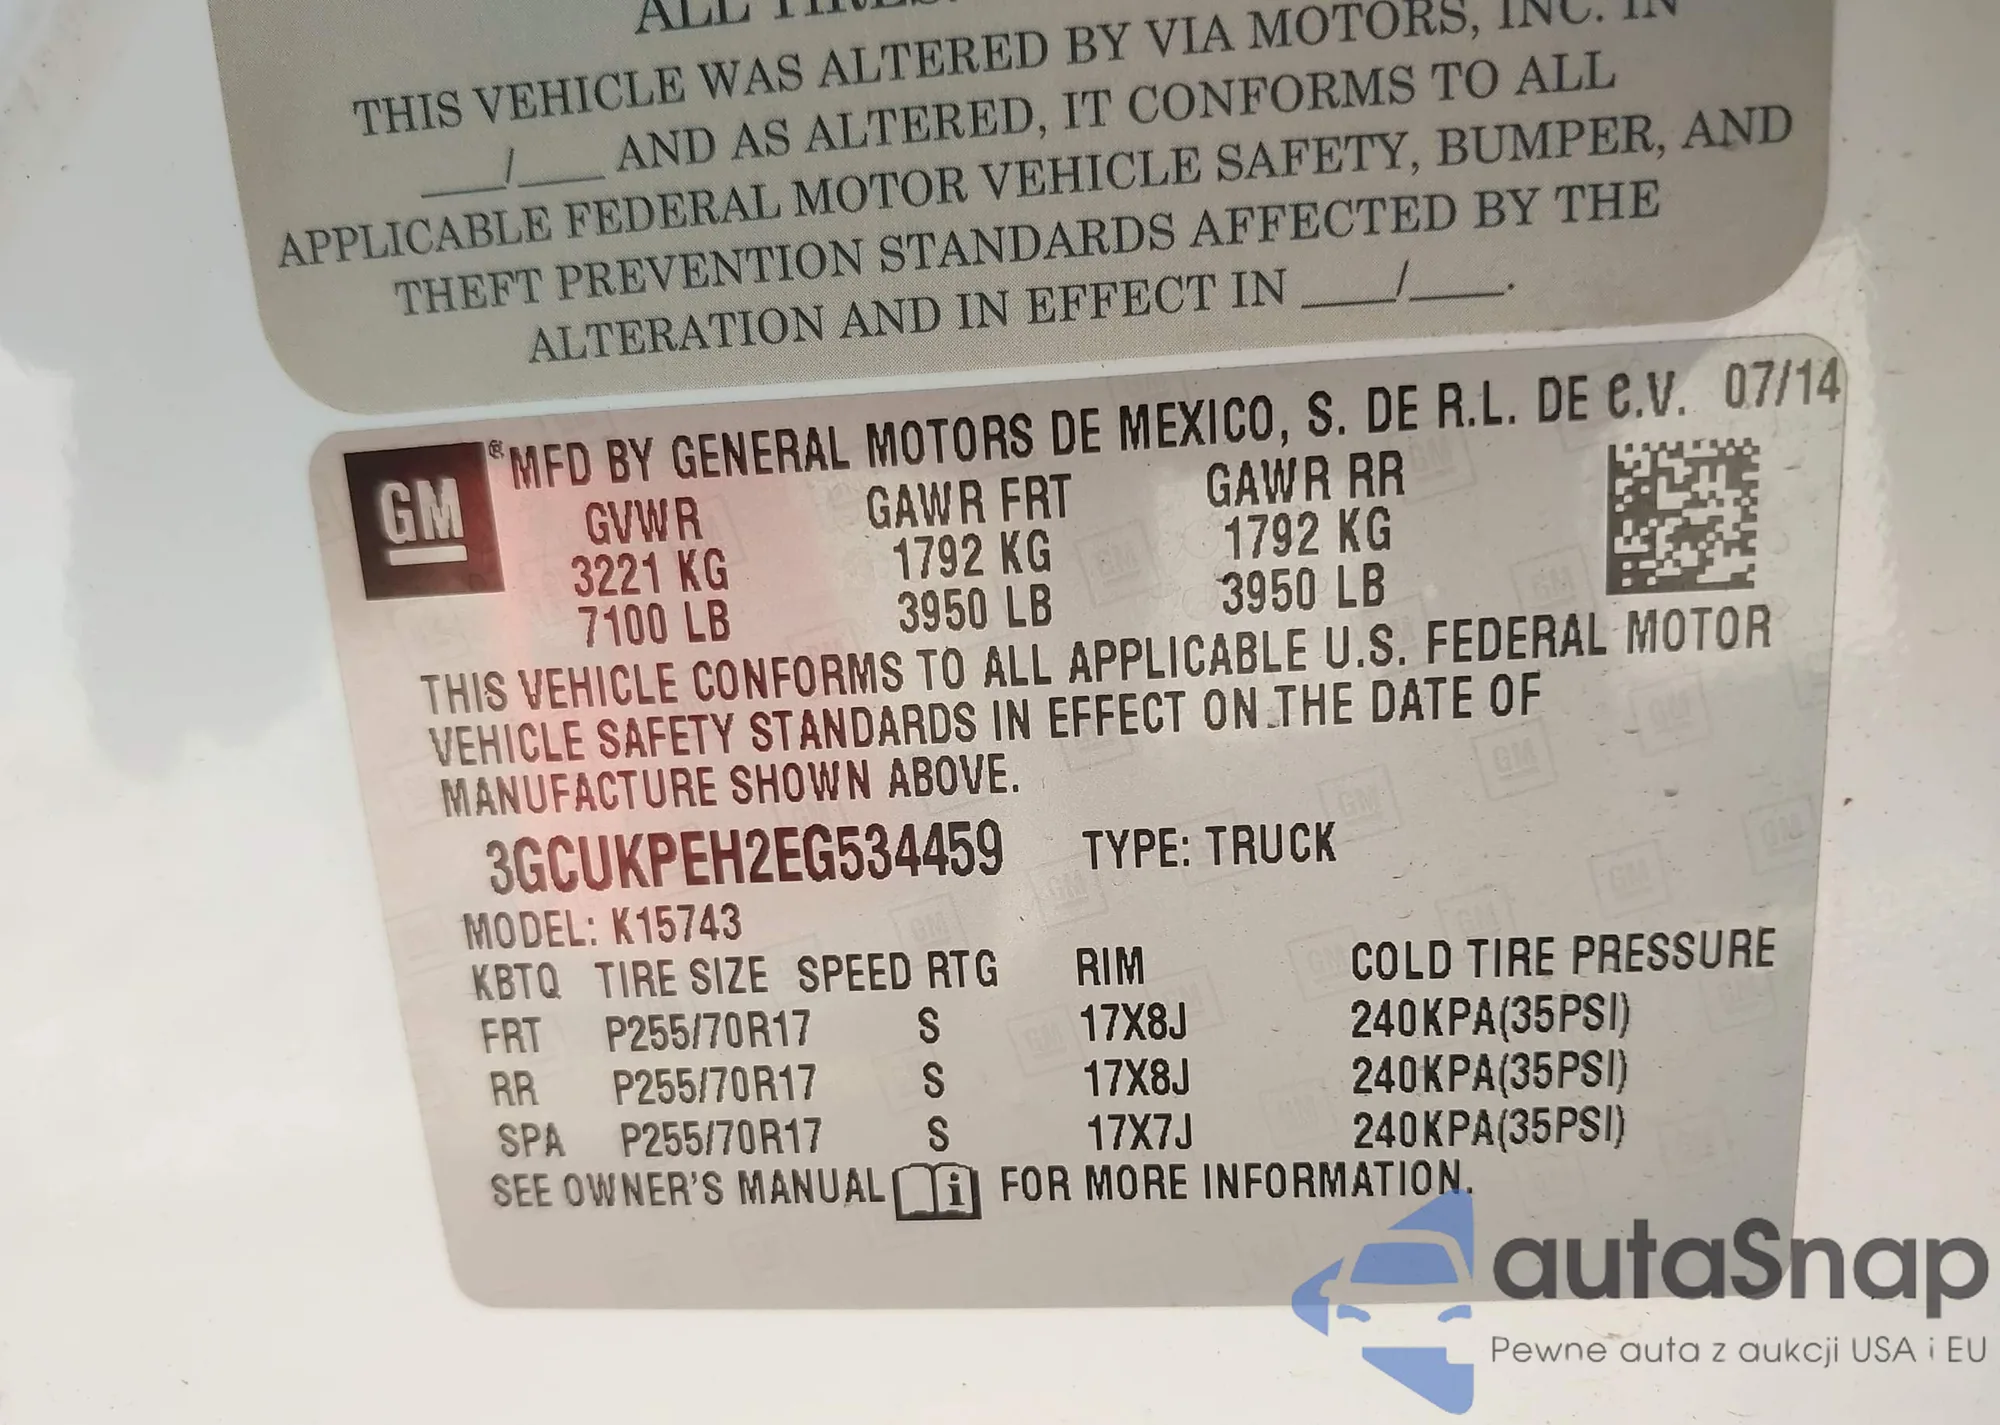 ALL TIRES
THIS VEHICLE WAS ALTERED BY VIA MOTORS, INC. IN
___/___ AND AS ALTERED, IT CONFORMS TO ALL
APPLICABLE FEDERAL MOTOR VEHICLE SAFETY, BUMPER, AND
THEFT PREVENTION STANDARDS AFFECTED BY THE
ALTERATION AND IN EFFECT IN ___/___.
GM ® MFD BY GENERAL MOTORS DE MEXICO, S. DE R.L. DE C.V. 07/14
GVWR GAWR FRT GAWR RR
3221 KG 1792 KG 1792 KG
7100 LB 3950 LB 3950 LB
THIS VEHICLE CONFORMS TO ALL APPLICABLE U.S. FEDERAL MOTOR
VEHICLE SAFETY STANDARDS IN EFFECT ON THE DATE OF
MANUFACTURE SHOWN ABOVE.
3GCUKPEH2EG534459 TYPE: TRUCK
MODEL: K15743
KBTQ TIRE SIZE SPEED RTG RIM COLD TIRE PRESSURE
FRT P255/70R17 S 17X8J 240KPA(35PSI)
RR P255/70R17 S 17X8J 240KPA(35PSI)
SPA P255/70R17 S 17X7J 240KPA(35PSI)
SEE OWNER'S MANUAL i FOR MORE INFORMATION.
autaSnap
Pewne auta z aukcji USA i EU